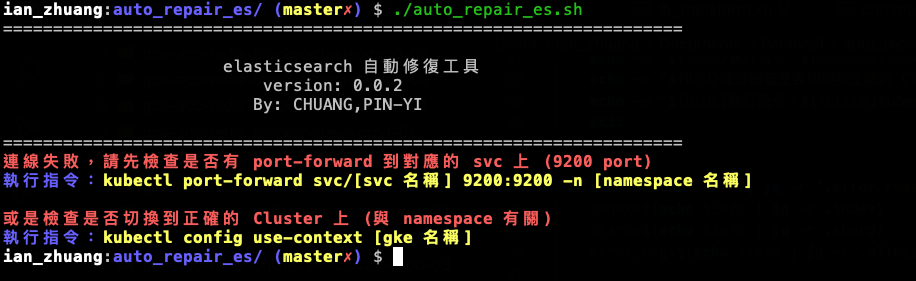 ian_zhuang:auto_repair_es/ (master✗) $ ./auto_repair_es.sh
====================================================================
elasticsearch 自動修復工具
version: 0.0.2
By: CHUANG,PIN-YI
====================================================================
連線失敗，請先檢查是否有 port-forward 到對應的 svc 上 (9200 port)
執行指令：kubectl port-forward svc/[svc 名稱] 9200:9200 -n [namespace 名稱]
或是檢查是否切換到正確的 Cluster 上 (與 namespace 有關)
執行指令：kubectl config use-context [gke 名稱]
ian_zhuang:auto_repair_es/ (master✗) $